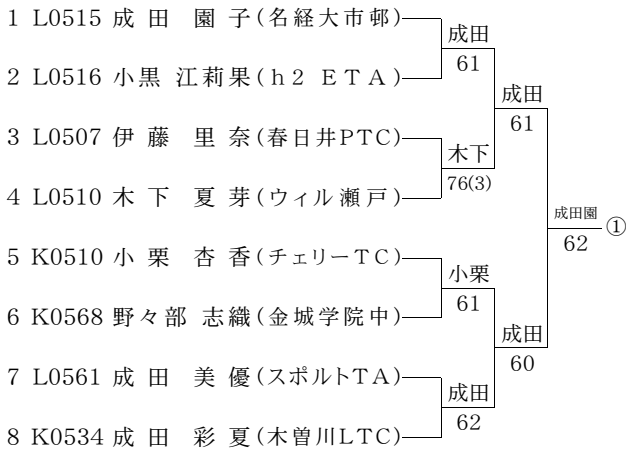 1 L0515 成田 園子(名経大市邨)
成田
61
2 L0516 小黒 江莉果(h2 ETA)
成田
61
3 L0507 伊藤 里奈(春日井PTC)
木下
76(3)
4 L0510 木下 夏芽(ウィル瀬戸)
成田園
62
①
5 K0510 小栗 杏香(チェリーTC)
小栗
61
6 K0568 野々部 志織(金城学院中)
成田
60
7 L0561 成田 美優(スポルトTA)
成田
62
8 K0534 成田 彩夏(木曽川LTC)